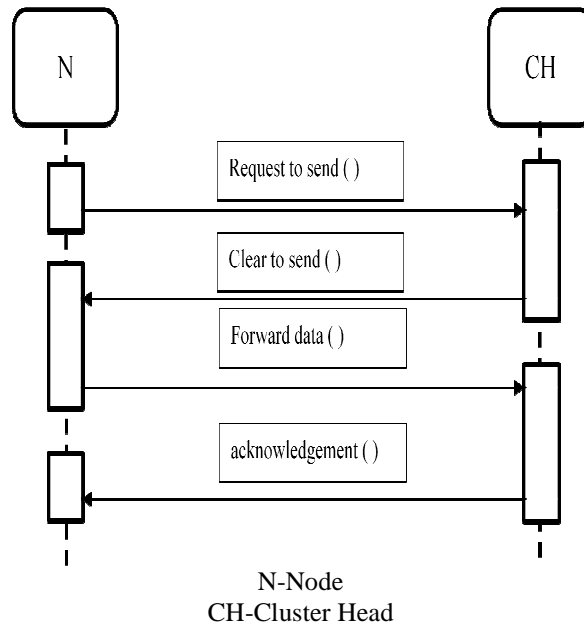 N
CH
Request to send ( )
Clear to send ( )
Forward data ( )
acknowledgement ( )
N-Node
CH-Cluster Head